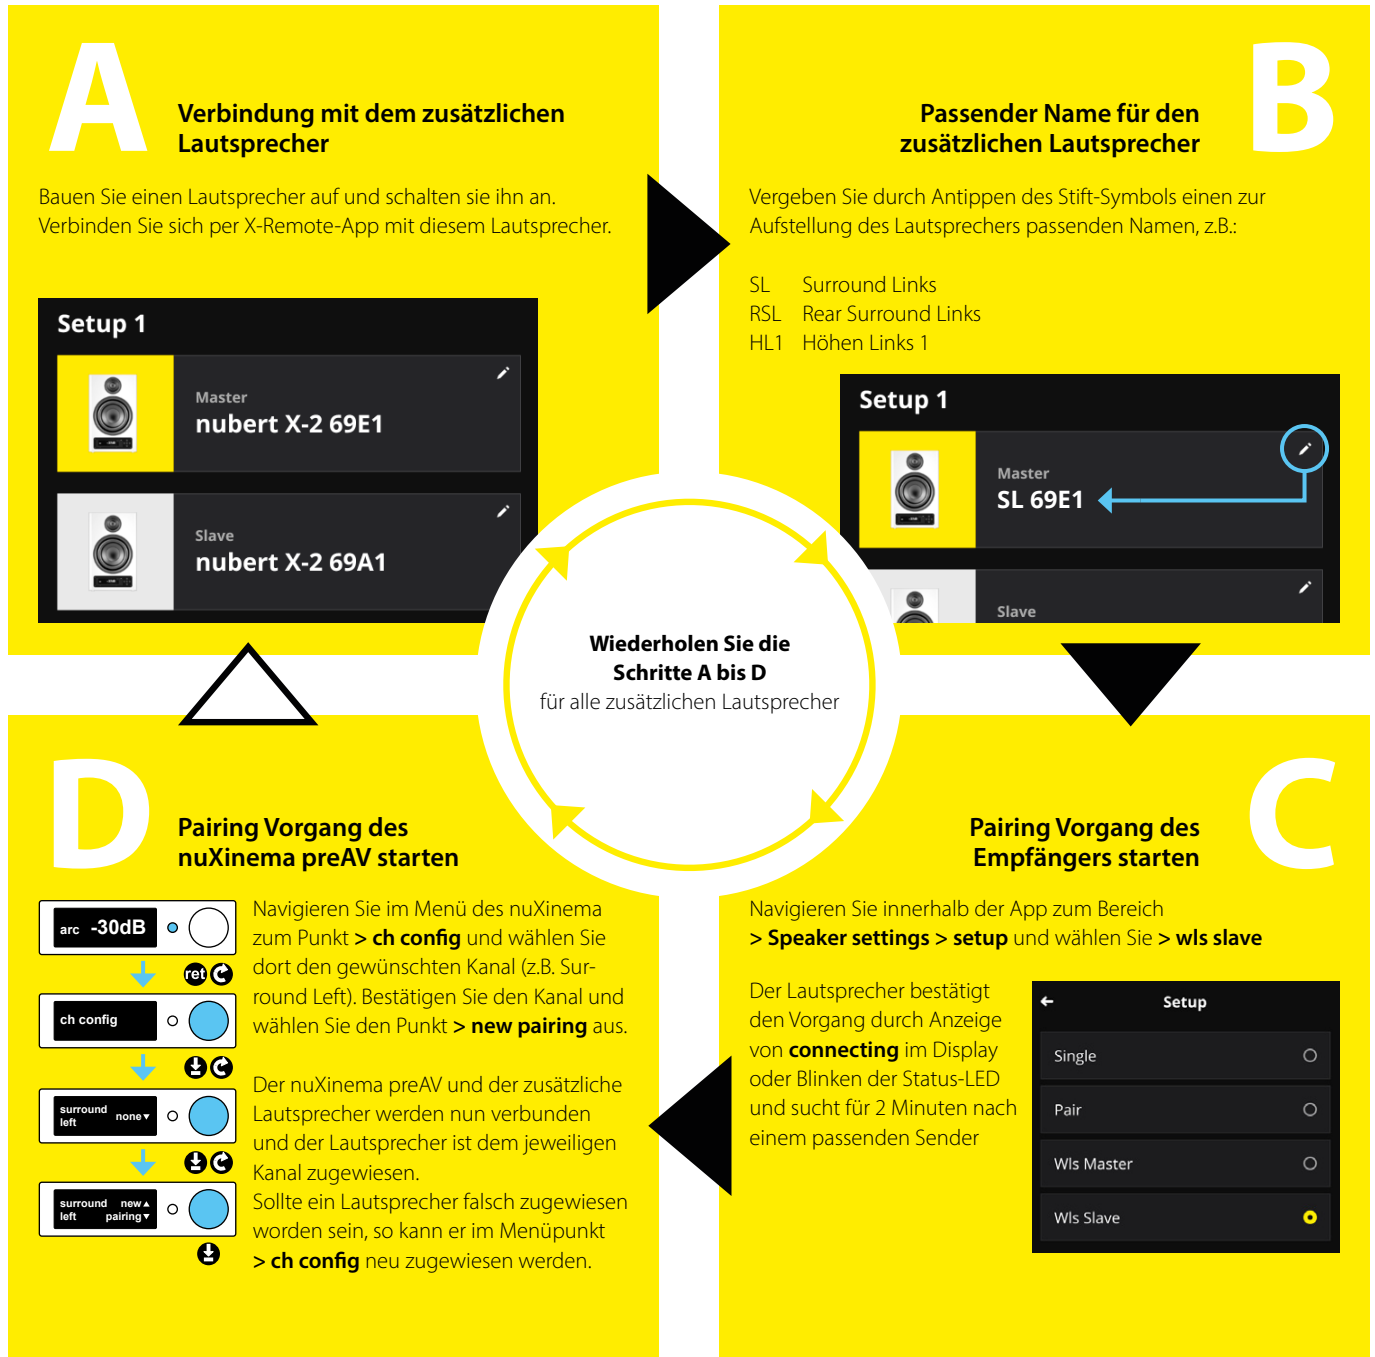 A
Verbindung mit dem zusätzlichen
Lautsprecher
Bauen Sie einen Lautsprecher auf und schalten sie ihn an.
Verbinden Sie sich per X-Remote-App mit diesem Lautsprecher.
Setup 1
Master
nubert X-2 69E1
Slave
nubert X-2 69A1
B
Passender Name für den
zusätzlichen Lautsprecher
Vergeben Sie durch Antippen des Stift-Symbols einen zur
Aufstellung des Lautsprechers passenden Namen, z.B.:
SL Surround Links
RSL Rear Surround Links
HL1 Höhen Links 1
Setup 1
Master
SL 69E1
Slave
Wiederholen Sie die
Schritte A bis D
für alle zusätzlichen Lautsprecher
C
Pairing Vorgang des
Empfängers starten
Navigieren Sie innerhalb der App zum Bereich
> Speaker settings > setup und wählen Sie > wls slave
Der Lautsprecher bestätigt
den Vorgang durch Anzeige
von connecting im Display
oder Blinken der Status-LED
und sucht für 2 Minuten nach
einem passenden Sender
Setup
Single
Pair
Wls Master
Wls Slave
D
Pairing Vorgang des
nuXinema preAV starten
arc -30dB
ret
ch config
surround
left none▼
surround new▲
left pairing▼
Navigieren Sie im Menü des nuXinema
zum Punkt > ch config und wählen Sie
dort den gewünschten Kanal (z.B. Sur-
round Left). Bestätigen Sie den Kanal und
wählen Sie den Punkt > new pairing aus.
Der nuXinema preAV und der zusätzliche
Lautsprecher werden nun verbunden
und der Lautsprecher ist dem jeweiligen
Kanal zugewiesen.
Sollte ein Lautsprecher falsch zugewiesen
worden sein, so kann er im Menüpunkt
> ch config neu zugewiesen werden.